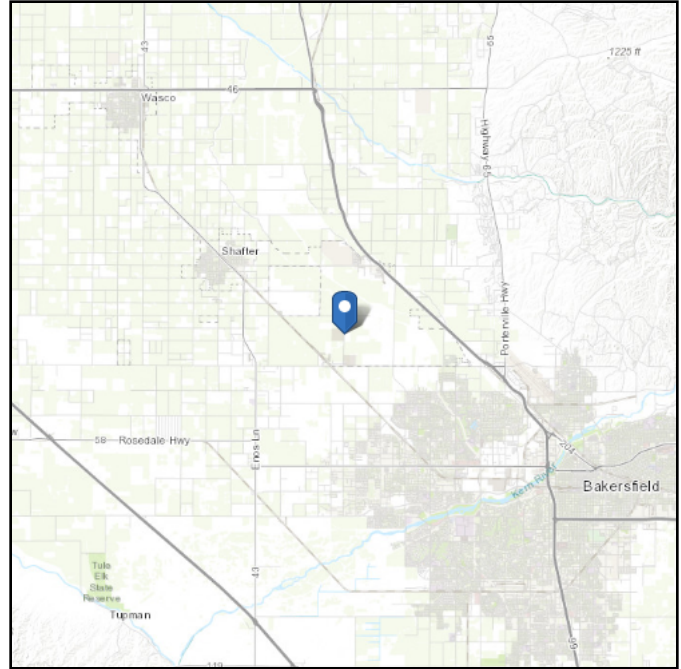 43
65
1225 ft
Wasco
46
Highway 65
Shafter
Porterville Hwy
58
Rosedale Hwy
Enos Ln
204
Kern River
Bakersfield
Tule
Elk
State
Reserve
Tupman
43
99
119